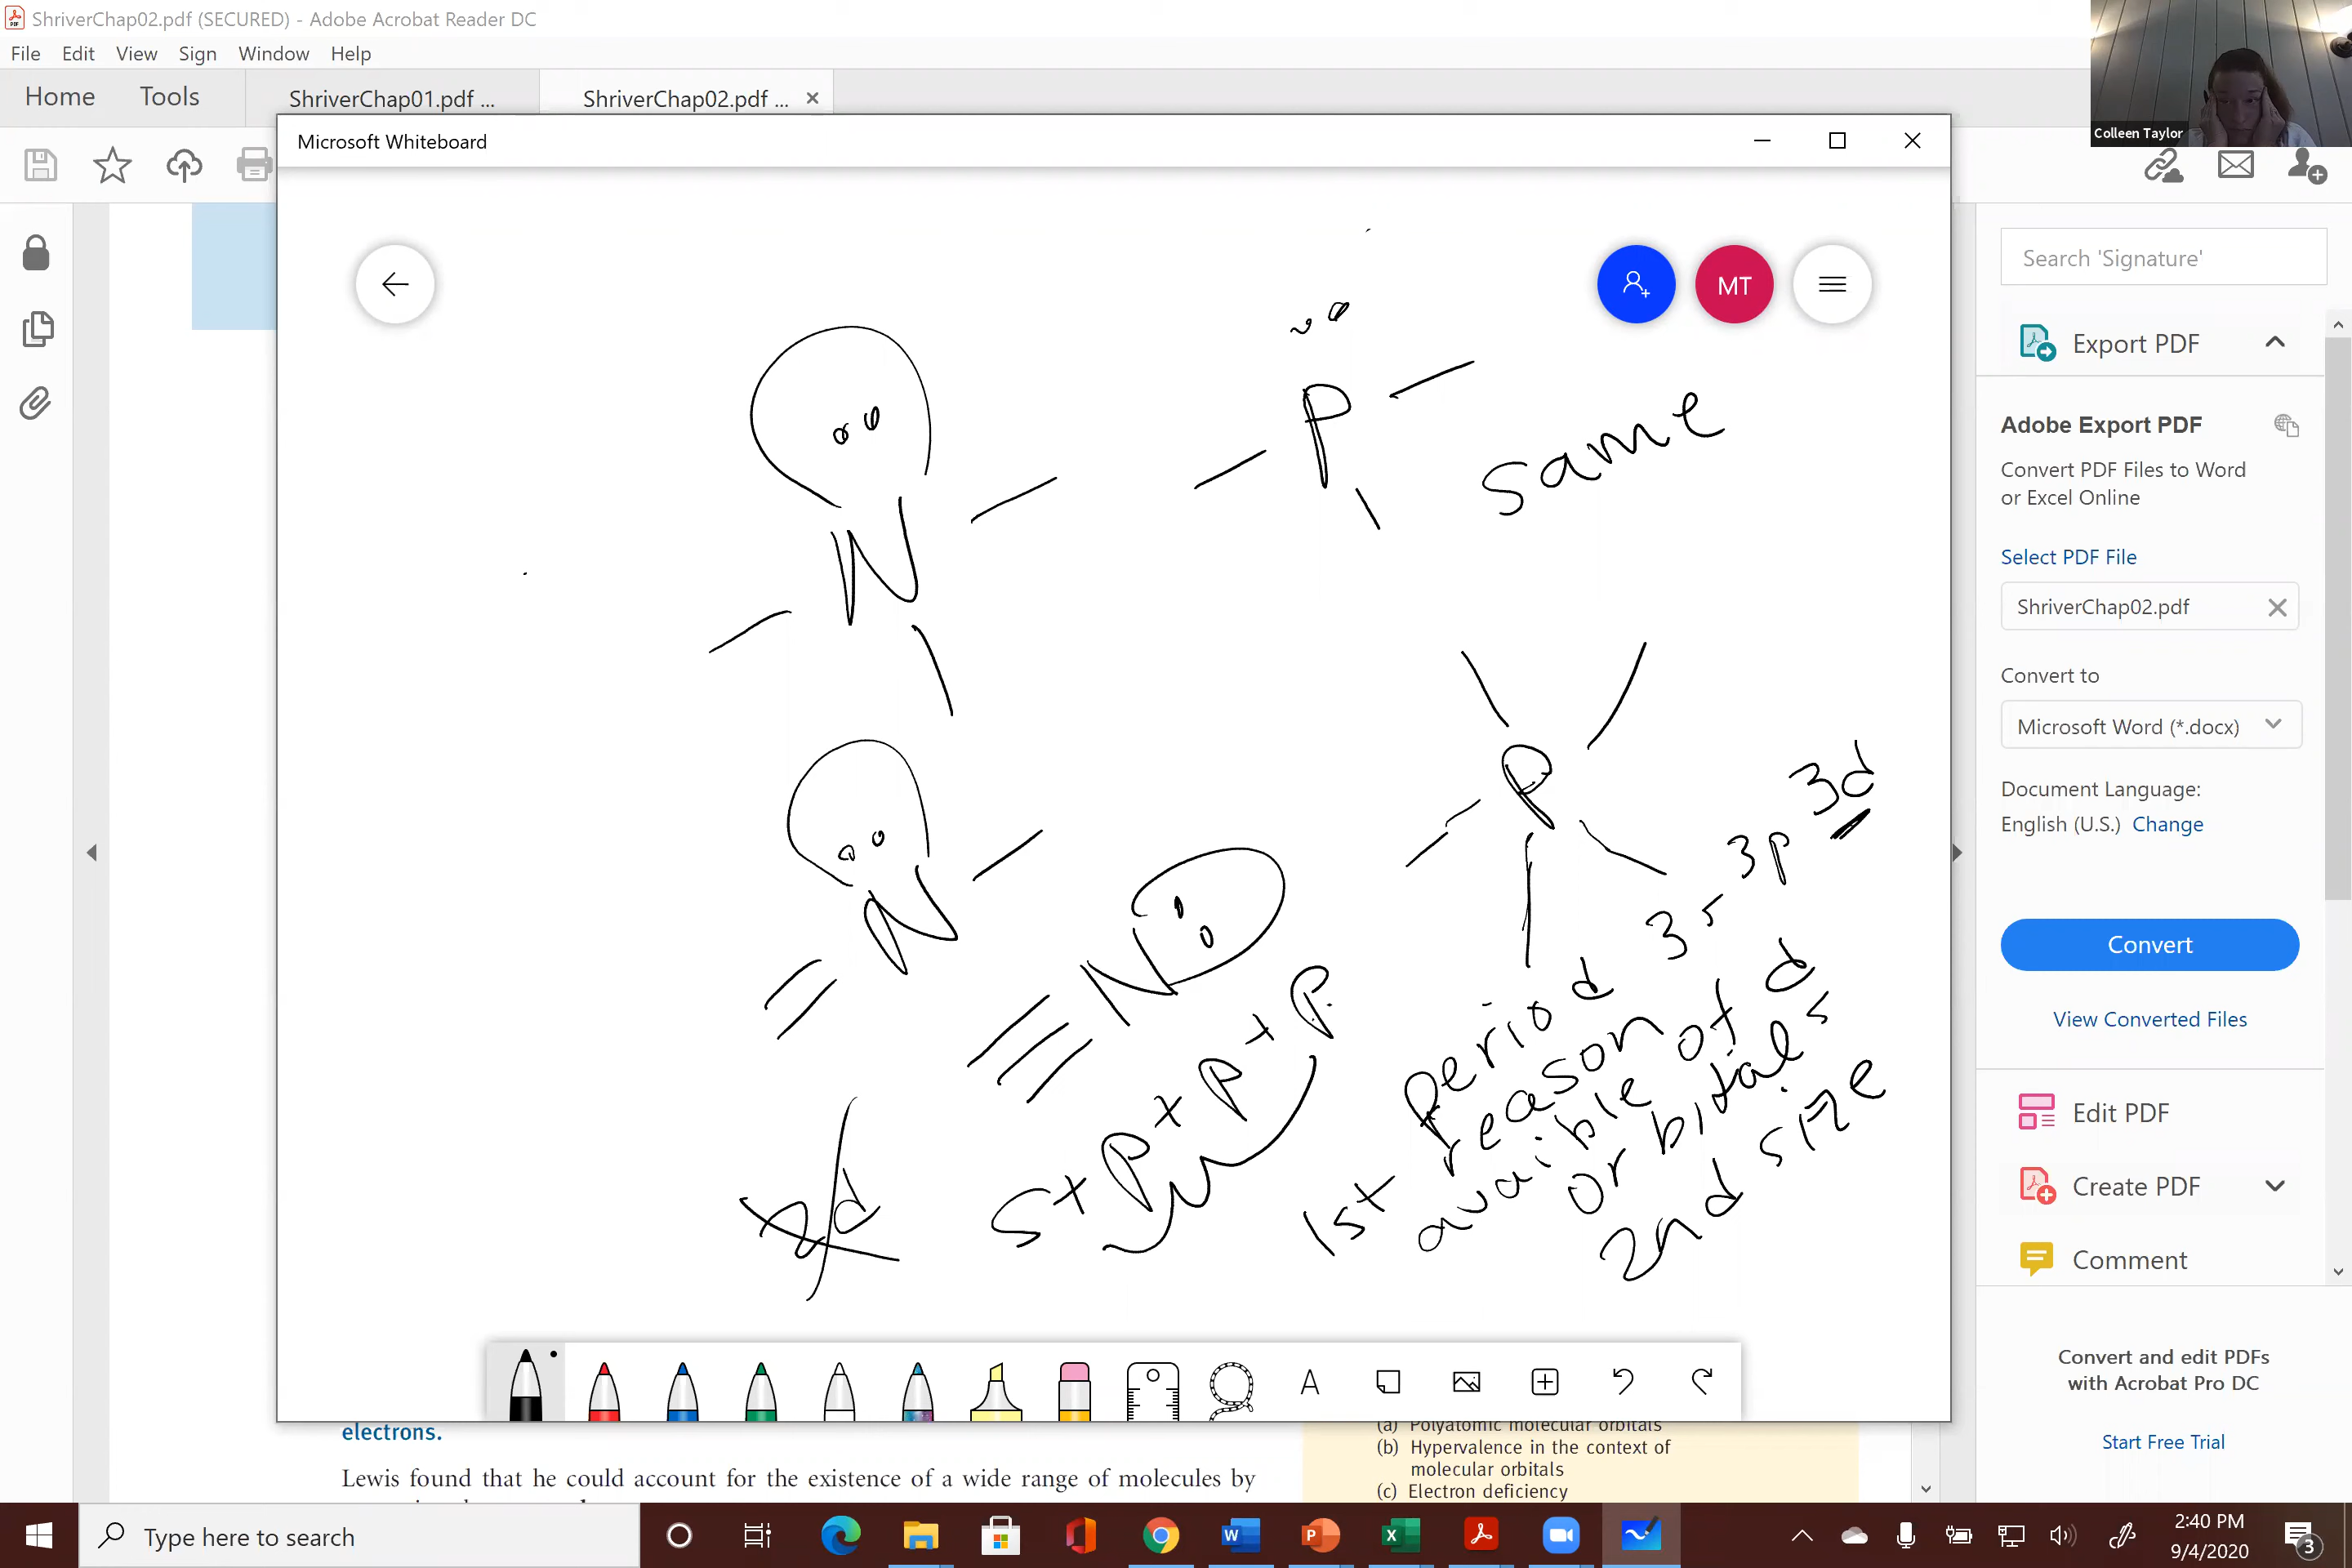 ShriverChap02.pdf (SECURED) - Adobe Acrobat Reader DC
File Edit View Sign Window Help
Home Tools ShriverChap01.pdf ... ShriverChap02.pdf ...
Colleen Taylor
Microsoft Whiteboard
MT
P
same
N
P
3s 3p 3d
N
N
2d
s + p + p + p
1st Period
reason
avaible of d
orbitals
2nd size
A
electrons.
Lewis found that he could account for the existence of a wide range of molecules by
(a) Polyatomic molecular orbitals
(b) Hypervalence in the context of
molecular orbitals
(c) Electron deficiency
Search 'Signature'
Export PDF
Adobe Export PDF
Convert PDF Files to Word
or Excel Online
Select PDF File
ShriverChap02.pdf
Convert to
Microsoft Word (*.docx)
Document Language:
English (U.S.) Change
Convert
View Converted Files
Edit PDF
Create PDF
Comment
Convert and edit PDFs
with Acrobat Pro DC
Start Free Trial
Type here to search
2:40 PM
9/4/2020
3